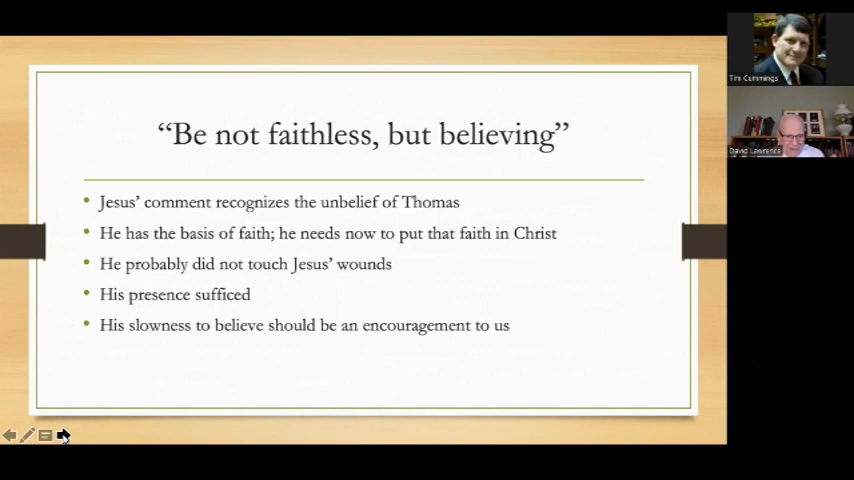 “Be not faithless, but believing”
• Jesus’ comment recognizes the unbelief of Thomas
• He has the basis of faith; he needs now to put that faith in Christ
• He probably did not touch Jesus’ wounds
• His presence sufficed
• His slowness to believe should be an encouragement to us
Tim Cummings
David Lawrence